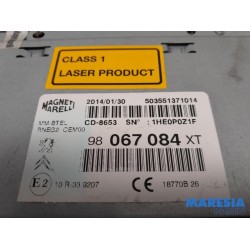 CLASS 1
LASER PRODUCT
MAGNETI MARELLI
2014/01/30 503551371014
CD-8653 SN° : 1HE0P0Z1F
MM-BTEL
RNEG2 CEM00
98 067 084 XT
E2 10 R-03 9207
18770B 26
MARESIA